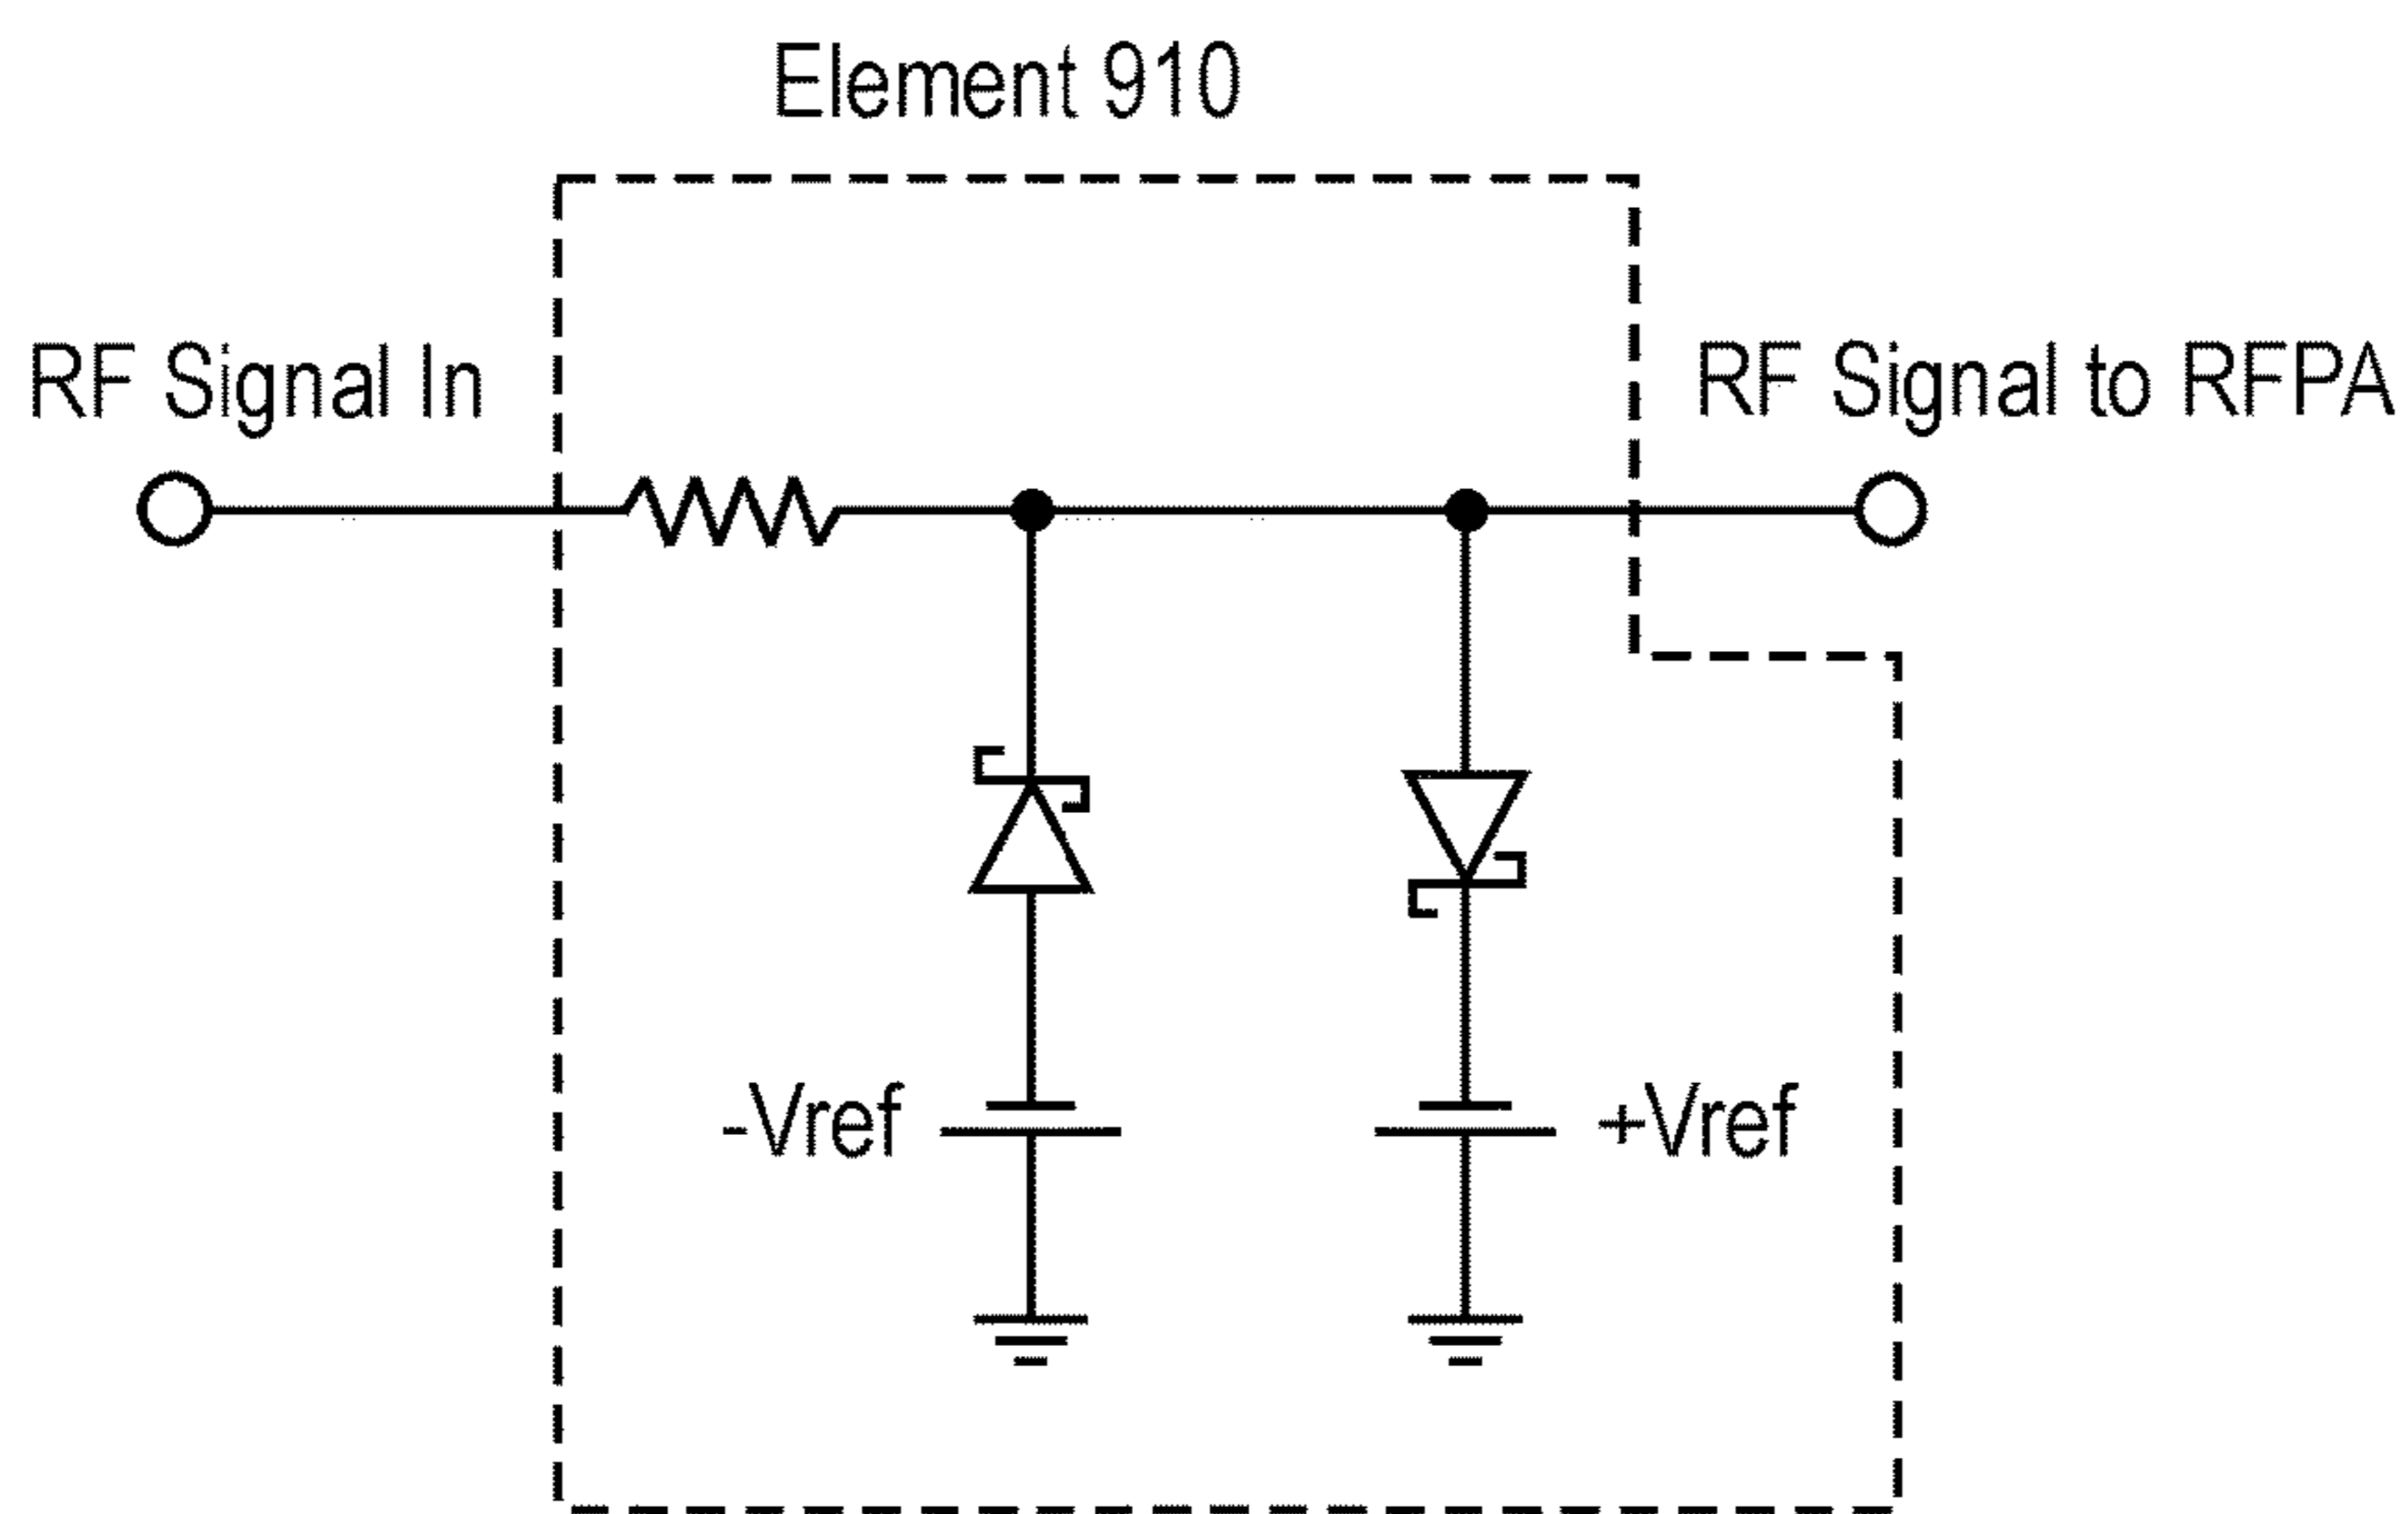 Element 910
RF Signal In
RF Signal to RFPA
-Vref
+Vref